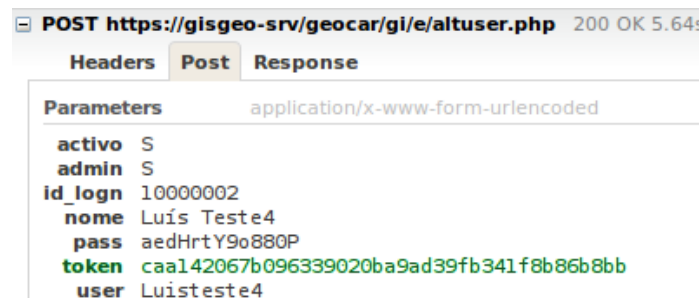 POST https://gisgeo-srv/geocar/gi/e/altuser.php 200 OK 5.64s
Headers Post Response
Parameters application/x-www-form-urlencoded
activo S
admin S
id_logn 10000002
nome Luís Teste4
pass aedHrtY9o880P
token caa142067b096339020ba9ad39fb341f8b86b8bb
user Luisteste4